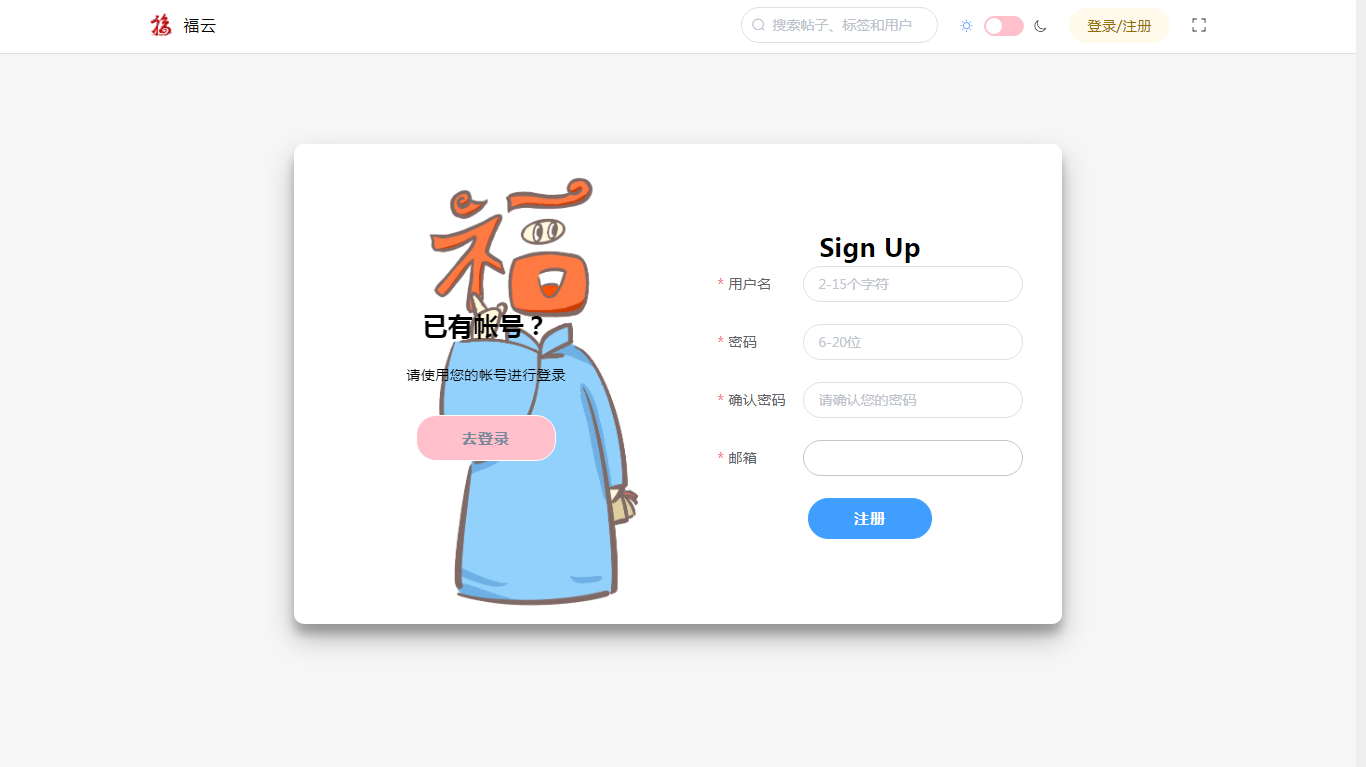 福 福云
搜索帖子、标签和用户
登录/注册
福
已有帐号？
请使用您的帐号进行登录
去登录
Sign Up
* 用户名 2-15个字符
* 密码 6-20位
* 确认密码 请确认您的密码
* 邮箱
注册